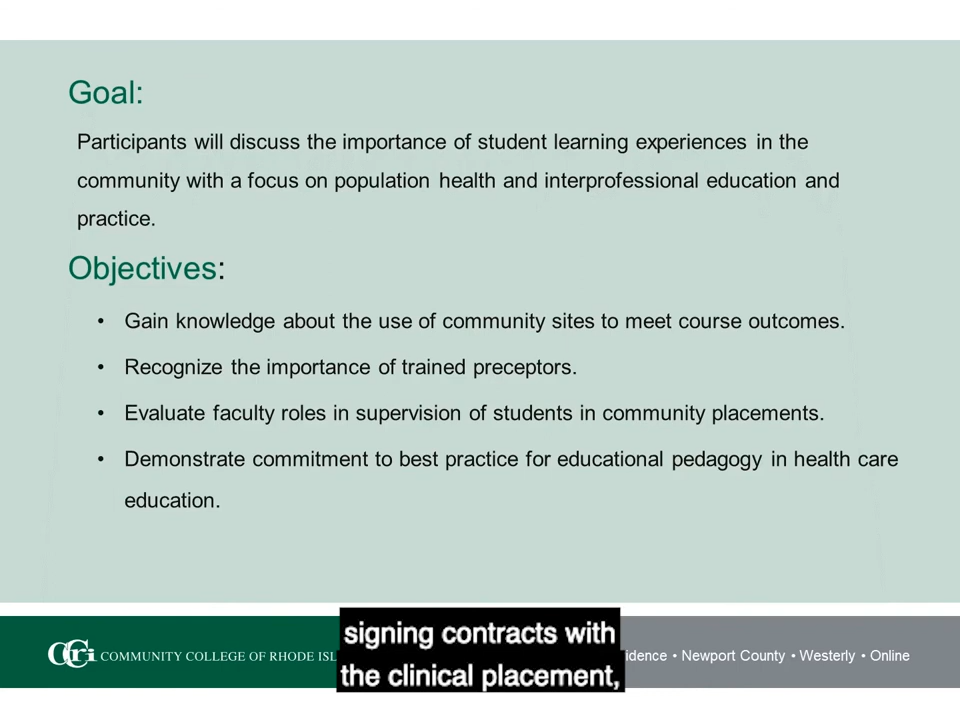 Goal:
Participants will discuss the importance of student learning experiences in the
community with a focus on population health and interprofessional education and
practice.
Objectives:
• Gain knowledge about the use of community sites to meet course outcomes.
• Recognize the importance of trained preceptors.
• Evaluate faculty roles in supervision of students in community placements.
• Demonstrate commitment to best practice for educational pedagogy in health care
education.
signing contracts with
the clinical placement,
CCRI COMMUNITY COLLEGE OF RHODE
• Newport County • Westerly • Online